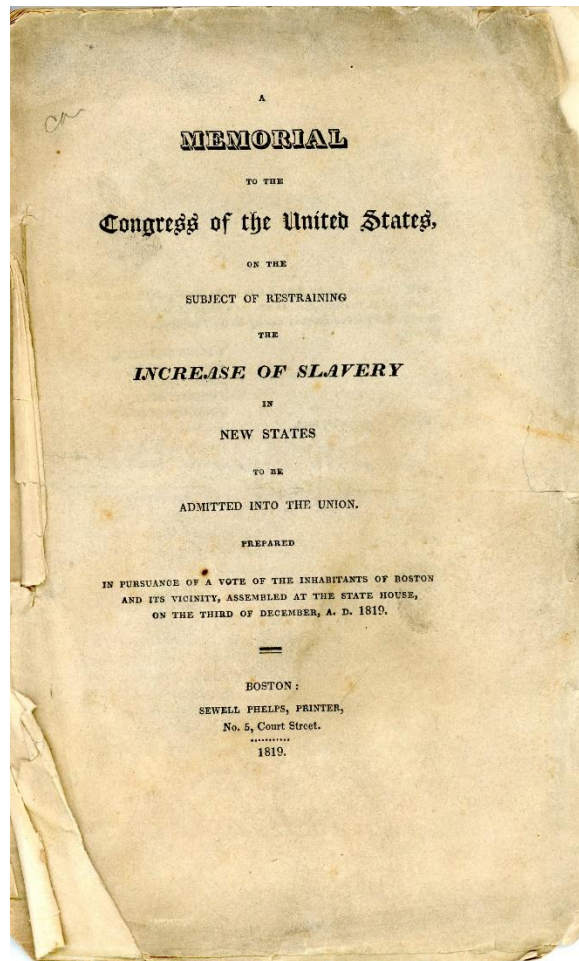 A
MEMORIAL
TO THE
Congress of the United States,
ON THE
SUBJECT OF RESTRAINING
THE
INCREASE OF SLAVERY
IN
NEW STATES
TO BE
ADMITTED INTO THE UNION.
PREPARED
IN PURSUANCE OF A VOTE OF THE INHABITANTS OF BOSTON
AND ITS VICINITY, ASSEMBLED AT THE STATE HOUSE,
ON THE THIRD OF DECEMBER, A. D. 1819.
BOSTON:
SEWELL PHELPS, PRINTER,
No. 5, Court Street.
1819.